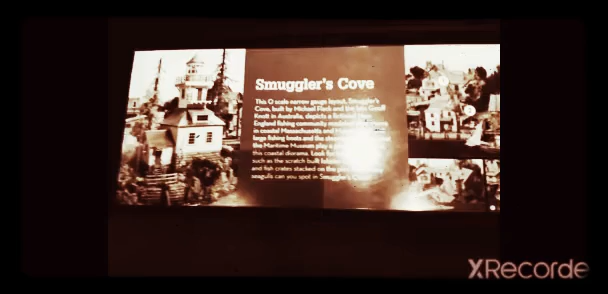 Smuggler's Cove
This O scale narrow gauge layout, Smuggler's
Cove, built by Michael Flack and the late Geoff
Knott in Australia, depicts a
England fishing community
in coastal Massachusetts and
large fishing boats and the
the Maritime Museum play a
this coastal diorama. Look for
such as the scratch built lobster
and fish crates stacked on the
seagulls can you spot in Smuggler's
XRecorde